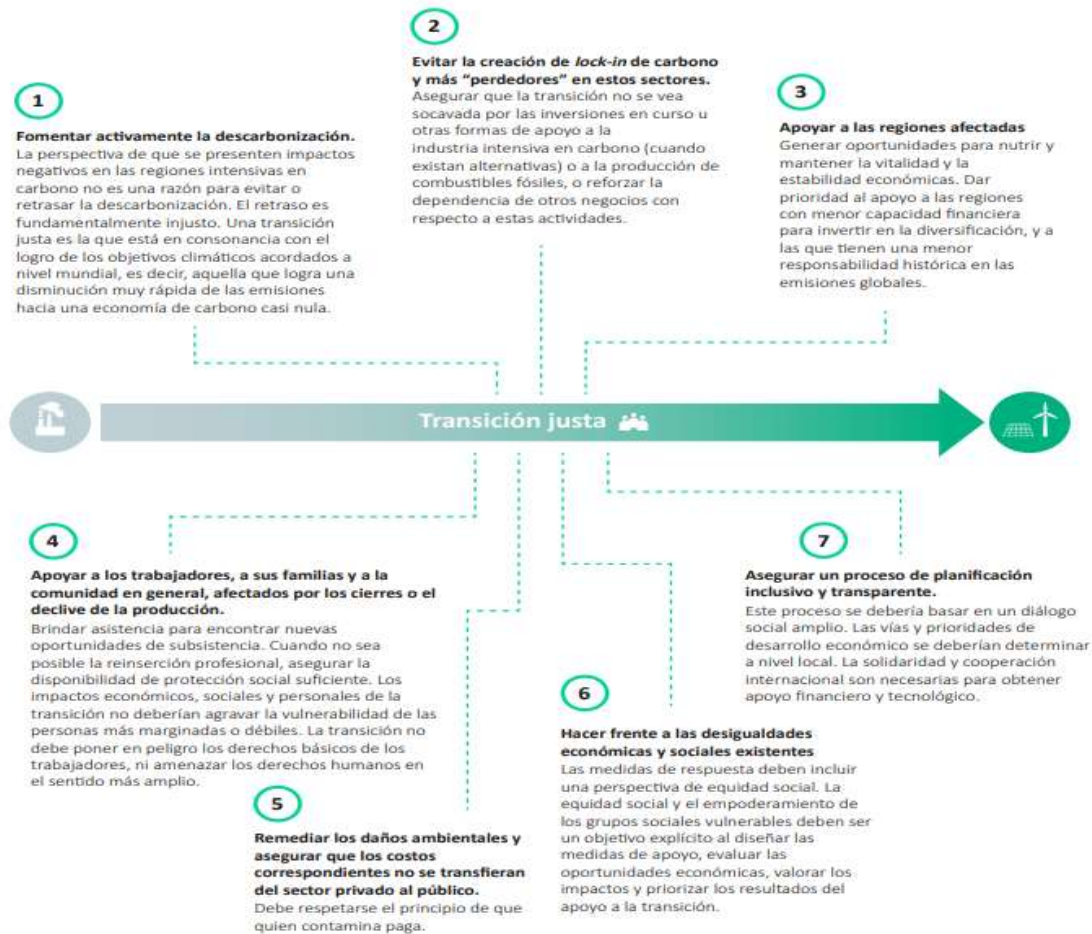 1
Fomentar activamente la descarbonización.
La perspectiva de que se presenten impactos
negativos en las regiones intensivas en
carbono no es una razón para evitar o
retrasar la descarbonización. El retraso es
fundamentalmente injusto. Una transición
justa es la que está en consonancia con el
logro de los objetivos climáticos acordados a
nivel mundial, es decir, aquella que logra una
disminución muy rápida de las emisiones
hacia una economía de carbono casi nula.
2
Evitar la creación de lock-in de carbono
y más “perdedores” en estos sectores.
Asegurar que la transición no se vea
socavada por las inversiones en curso u
otras formas de apoyo a la
industria intensiva en carbono (cuando
existan alternativas) o a la producción de
combustibles fósiles, o reforzar la
dependencia de otros negocios con
respecto a estas actividades.
3
Apoyar a las regiones afectadas
Generar oportunidades para nutrir y
mantener la vitalidad y la
estabilidad económicas. Dar
prioridad al apoyo a las regiones
con menor capacidad financiera
para invertir en la diversificación, y a
las que tienen una menor
responsabilidad histórica en las
emisiones globales.
Transición justa
4
Apoyar a los trabajadores, a sus familias y a la
comunidad en general, afectados por los cierres o el
declive de la producción.
Brindar asistencia para encontrar nuevas
oportunidades de subsistencia. Cuando no sea
posible la reinserción profesional, asegurar la
disponibilidad de protección social suficiente. Los
impactos económicos, sociales y personales de la
transición no deberían agravar la vulnerabilidad de las
personas más marginadas o débiles. La transición no
debe poner en peligro los derechos básicos de los
trabajadores, ni amenazar los derechos humanos en
el sentido más amplio.
5
Remediar los daños ambientales y
asegurar que los costos
correspondientes no se transfieran
del sector privado al público.
Debe respetarse el principio de que
quien contamina paga.
6
Hacer frente a las desigualdades
económicas y sociales existentes
Las medidas de respuesta deben incluir
una perspectiva de equidad social. La
equidad social y el empoderamiento de
los grupos sociales vulnerables deben ser
un objetivo explícito al diseñar las
medidas de apoyo, evaluar las
oportunidades económicas, valorar los
impactos y priorizar los resultados del
apoyo a la transición.
7
Asegurar un proceso de planificación
inclusivo y transparente.
Este proceso se debería basar en un diálogo
social amplio. Las vías y prioridades de
desarrollo económico se deberían determinar
a nivel local. La solidaridad y cooperación
internacional son necesarias para obtener
apoyo financiero y tecnológico.